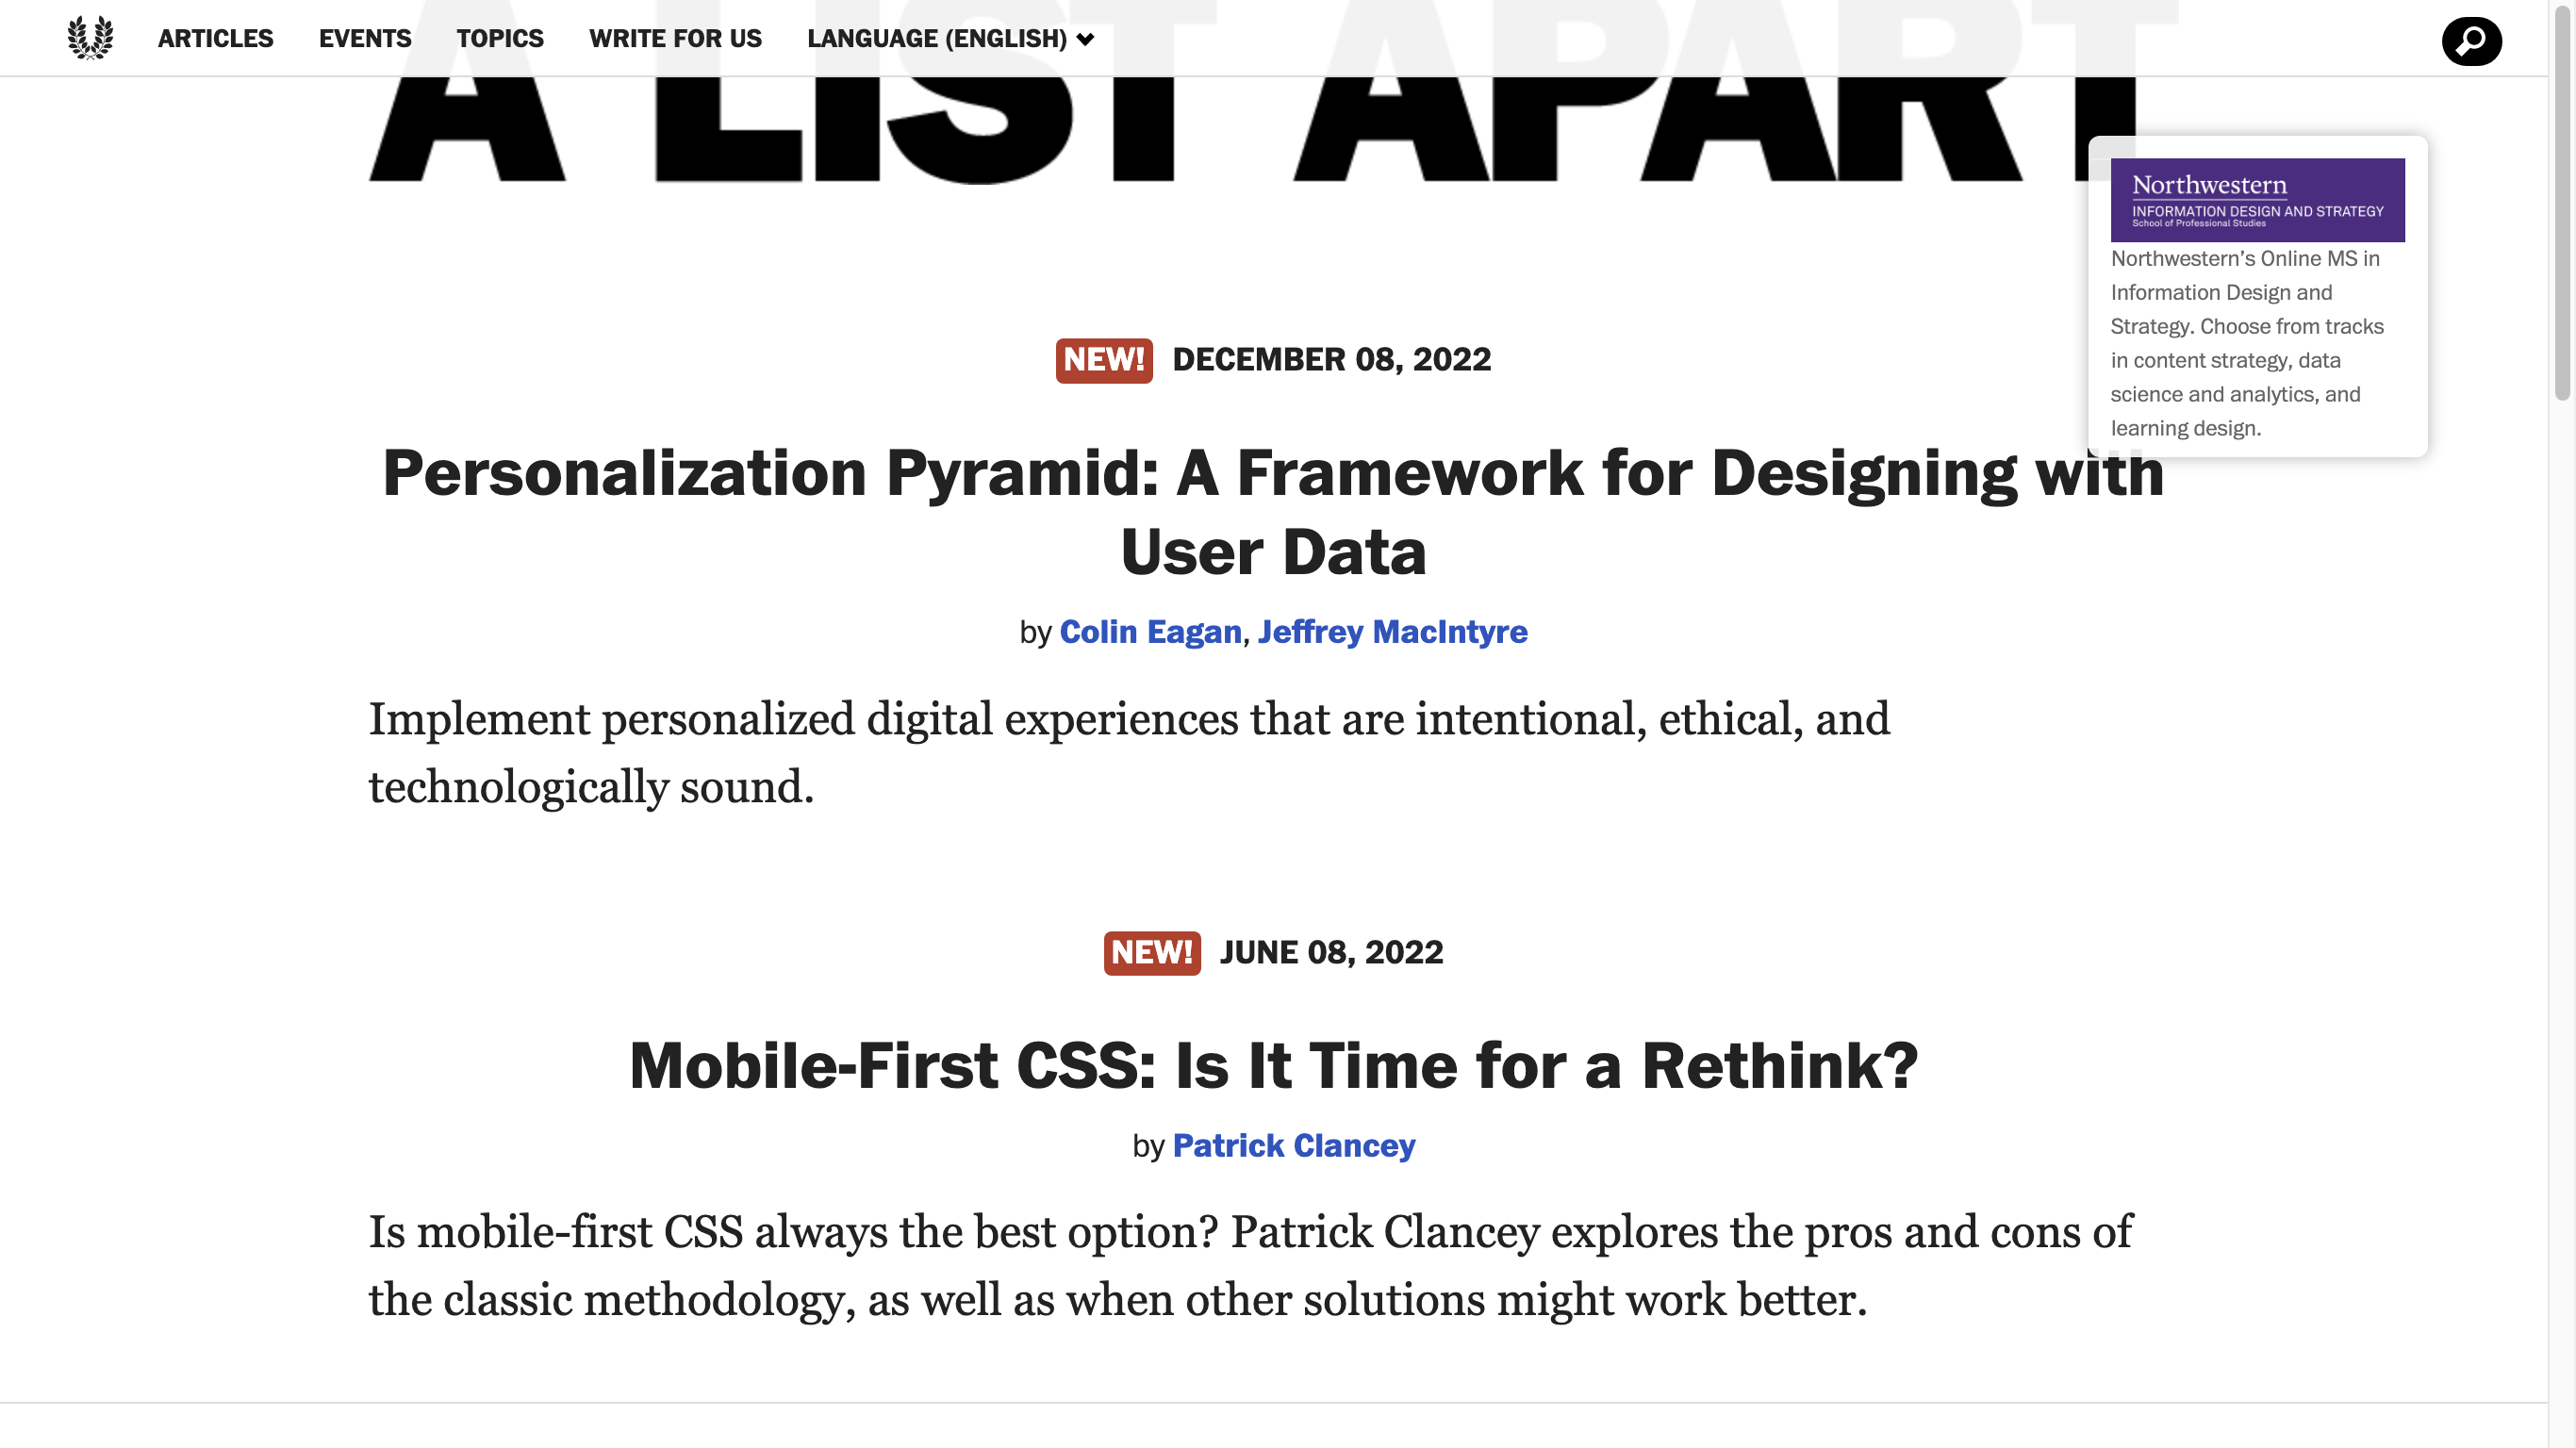 ARTICLES EVENTS TOPICS WRITE FOR US LANGUAGE (ENGLISH)
A LIST APART
Northwestern
INFORMATION DESIGN AND STRATEGY
School of Professional Studies
Northwestern’s Online MS in
Information Design and
Strategy. Choose from tracks
in content strategy, data
science and analytics, and
learning design.
NEW! DECEMBER 08, 2022
Personalization Pyramid: A Framework for Designing with
User Data
by Colin Eagan, Jeffrey MacIntyre
Implement personalized digital experiences that are intentional, ethical, and
technologically sound.
NEW! JUNE 08, 2022
Mobile-First CSS: Is It Time for a Rethink?
by Patrick Clancey
Is mobile-first CSS always the best option? Patrick Clancey explores the pros and cons of
the classic methodology, as well as when other solutions might work better.